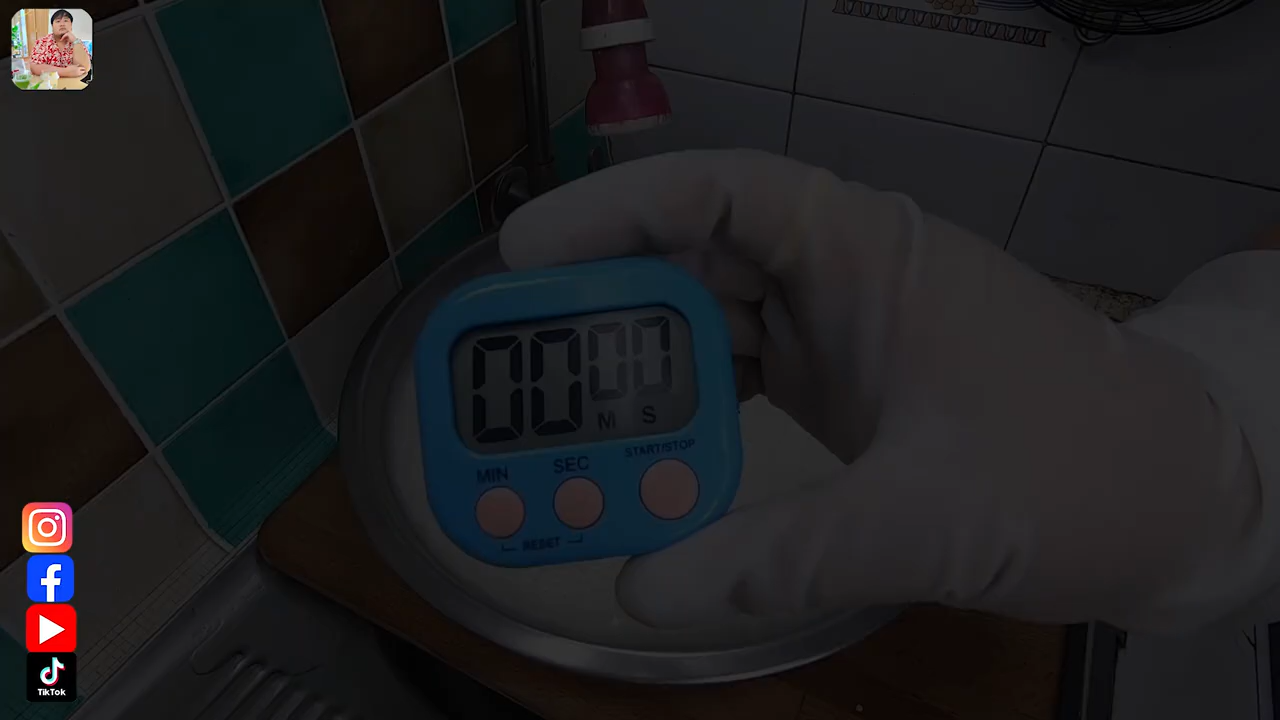 00 00
M S
MIN SEC START/STOP
RESET
TikTok